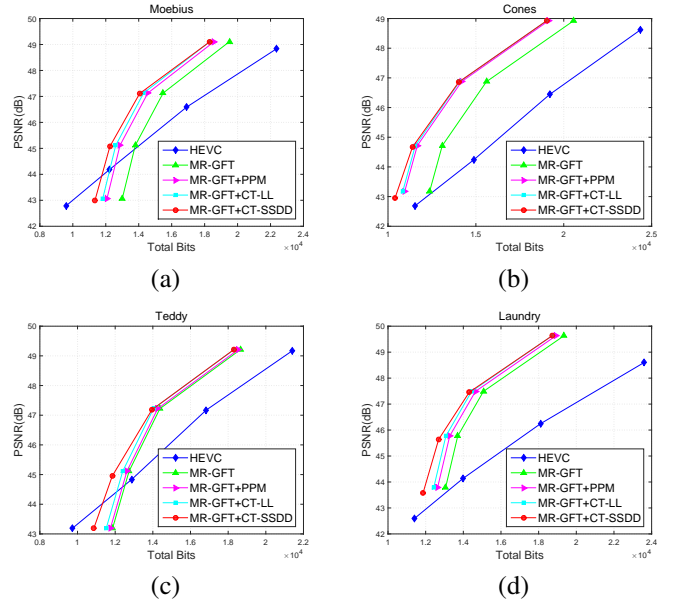 Moebius
50
49
48
47
46
45
44
43
42
PSNR(dB)
HEVC
MR-GFT
MR-GFT+PPM
MR-GFT+CT-LL
MR-GFT+CT-SSDD
0.8 1 1.2 1.4 1.6 1.8 2 2.2 2.4
Total Bits
×10⁴
(a)
Cones
49
48
47
46
45
44
43
42
PSNR(dB)
HEVC
MR-GFT
MR-GFT+PPM
MR-GFT+CT-LL
MR-GFT+CT-SSDD
1 1.5 2 2.5
Total Bits
×10⁴
(b)
Teddy
50
49
48
47
46
45
44
43
PSNR(dB)
HEVC
MR-GFT
MR-GFT+PPM
MR-GFT+CT-LL
MR-GFT+CT-SSDD
0.8 1 1.2 1.4 1.6 1.8 2 2.2
Total Bits
×10⁴
(c)
Laundry
50
49
48
47
46
45
44
43
42
PSNR(dB)
HEVC
MR-GFT
MR-GFT+PPM
MR-GFT+CT-LL
MR-GFT+CT-SSDD
1 1.2 1.4 1.6 1.8 2 2.2 2.4
Total Bits
×10⁴
(d)